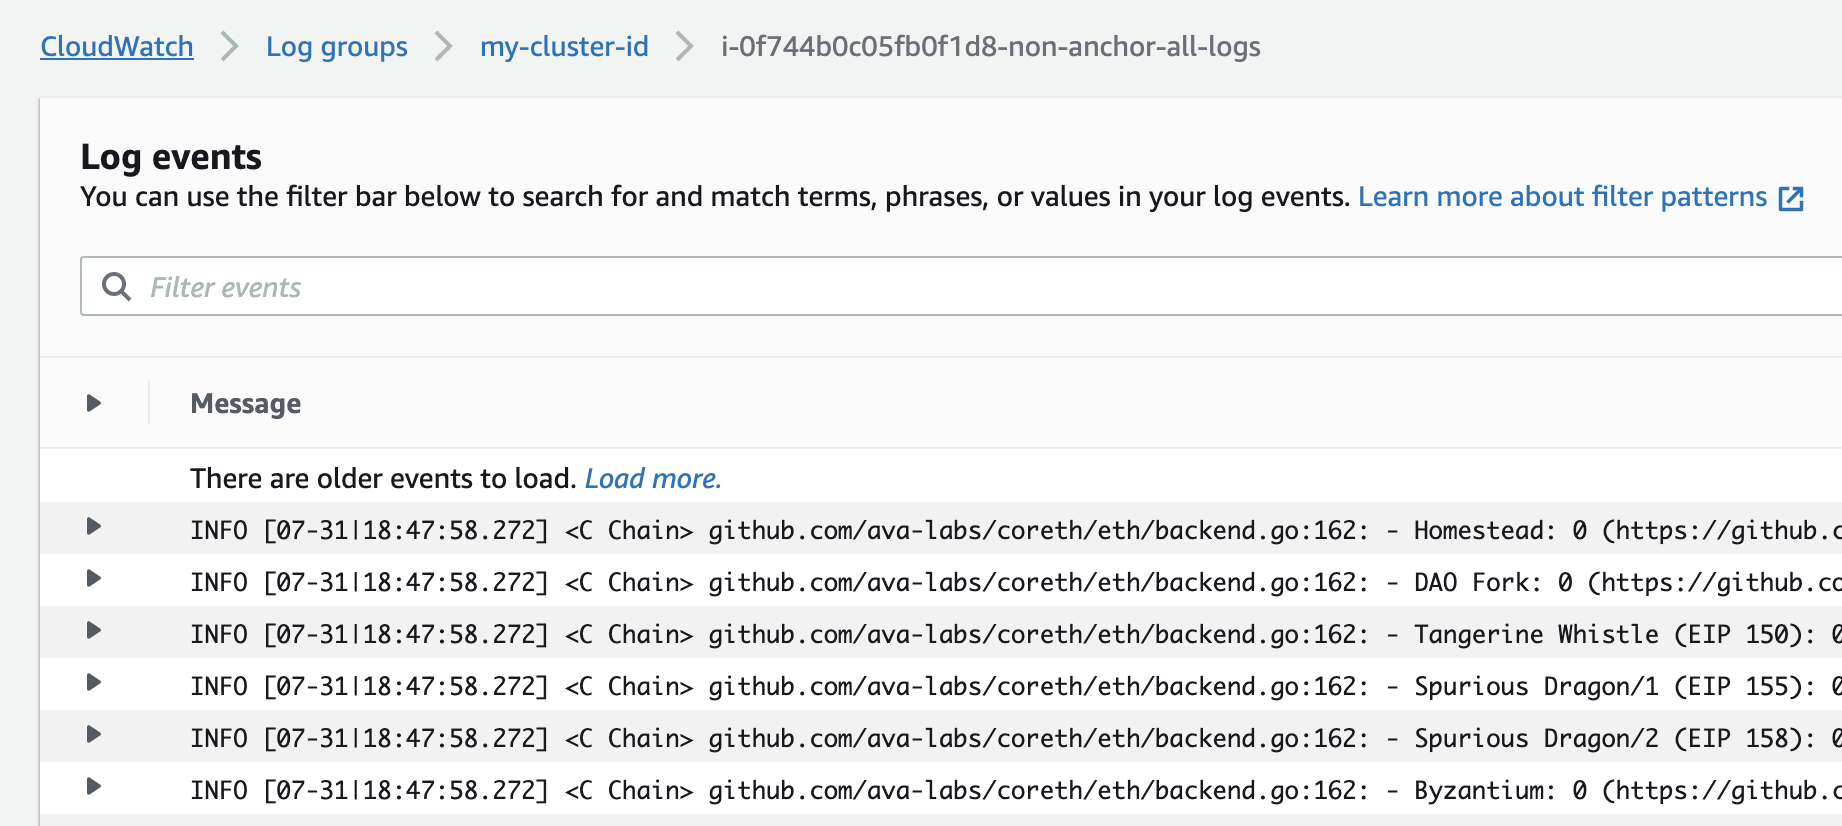 CloudWatch > Log groups > my-cluster-id > i-0f744b0c05fb0f1d8-non-anchor-all-logs
Log events
You can use the filter bar below to search for and match terms, phrases, or values in your log events. Learn more about filter patterns
Filter events
Message
There are older events to load. Load more.
INFO [07-31|18:47:58.272] <C Chain> github.com/ava-labs/coreth/eth/backend.go:162: - Homestead: 0 (https://github.c
INFO [07-31|18:47:58.272] <C Chain> github.com/ava-labs/coreth/eth/backend.go:162: - DAO Fork: 0 (https://github.co
INFO [07-31|18:47:58.272] <C Chain> github.com/ava-labs/coreth/eth/backend.go:162: - Tangerine Whistle (EIP 150): 0
INFO [07-31|18:47:58.272] <C Chain> github.com/ava-labs/coreth/eth/backend.go:162: - Spurious Dragon/1 (EIP 155): 0
INFO [07-31|18:47:58.272] <C Chain> github.com/ava-labs/coreth/eth/backend.go:162: - Spurious Dragon/2 (EIP 158): 0
INFO [07-31|18:47:58.272] <C Chain> github.com/ava-labs/coreth/eth/backend.go:162: - Byzantium: 0 (https://github.c